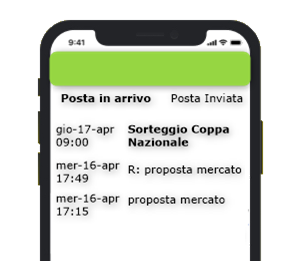 9:41
Posta in arrivo Posta Inviata
gio-17-apr Sorteggio Coppa
09:00 Nazionale
mer-16-apr
17:49 R: proposta mercato
mer-16-apr proposta mercato
17:15